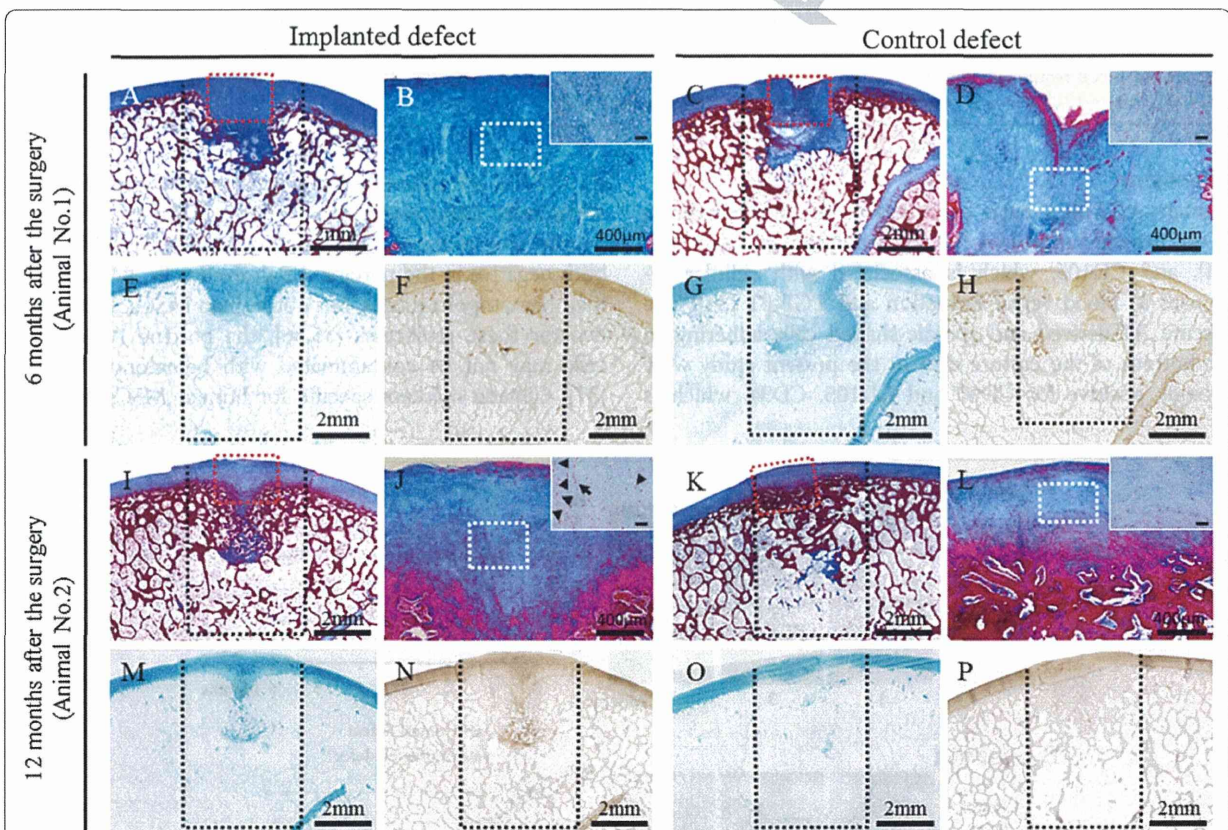 Implanted defect
Control defect
6 months after the surgery
(Animal No.1)
A
2mm
B
400μm
C
2mm
D
400μm
E
2mm
F
2mm
G
2mm
H
2mm
12 months after the surgery
(Animal No.2)
I
2mm
J
400μm
K
2mm
L
400μm
M
2mm
N
2mm
O
2mm
P
2mm